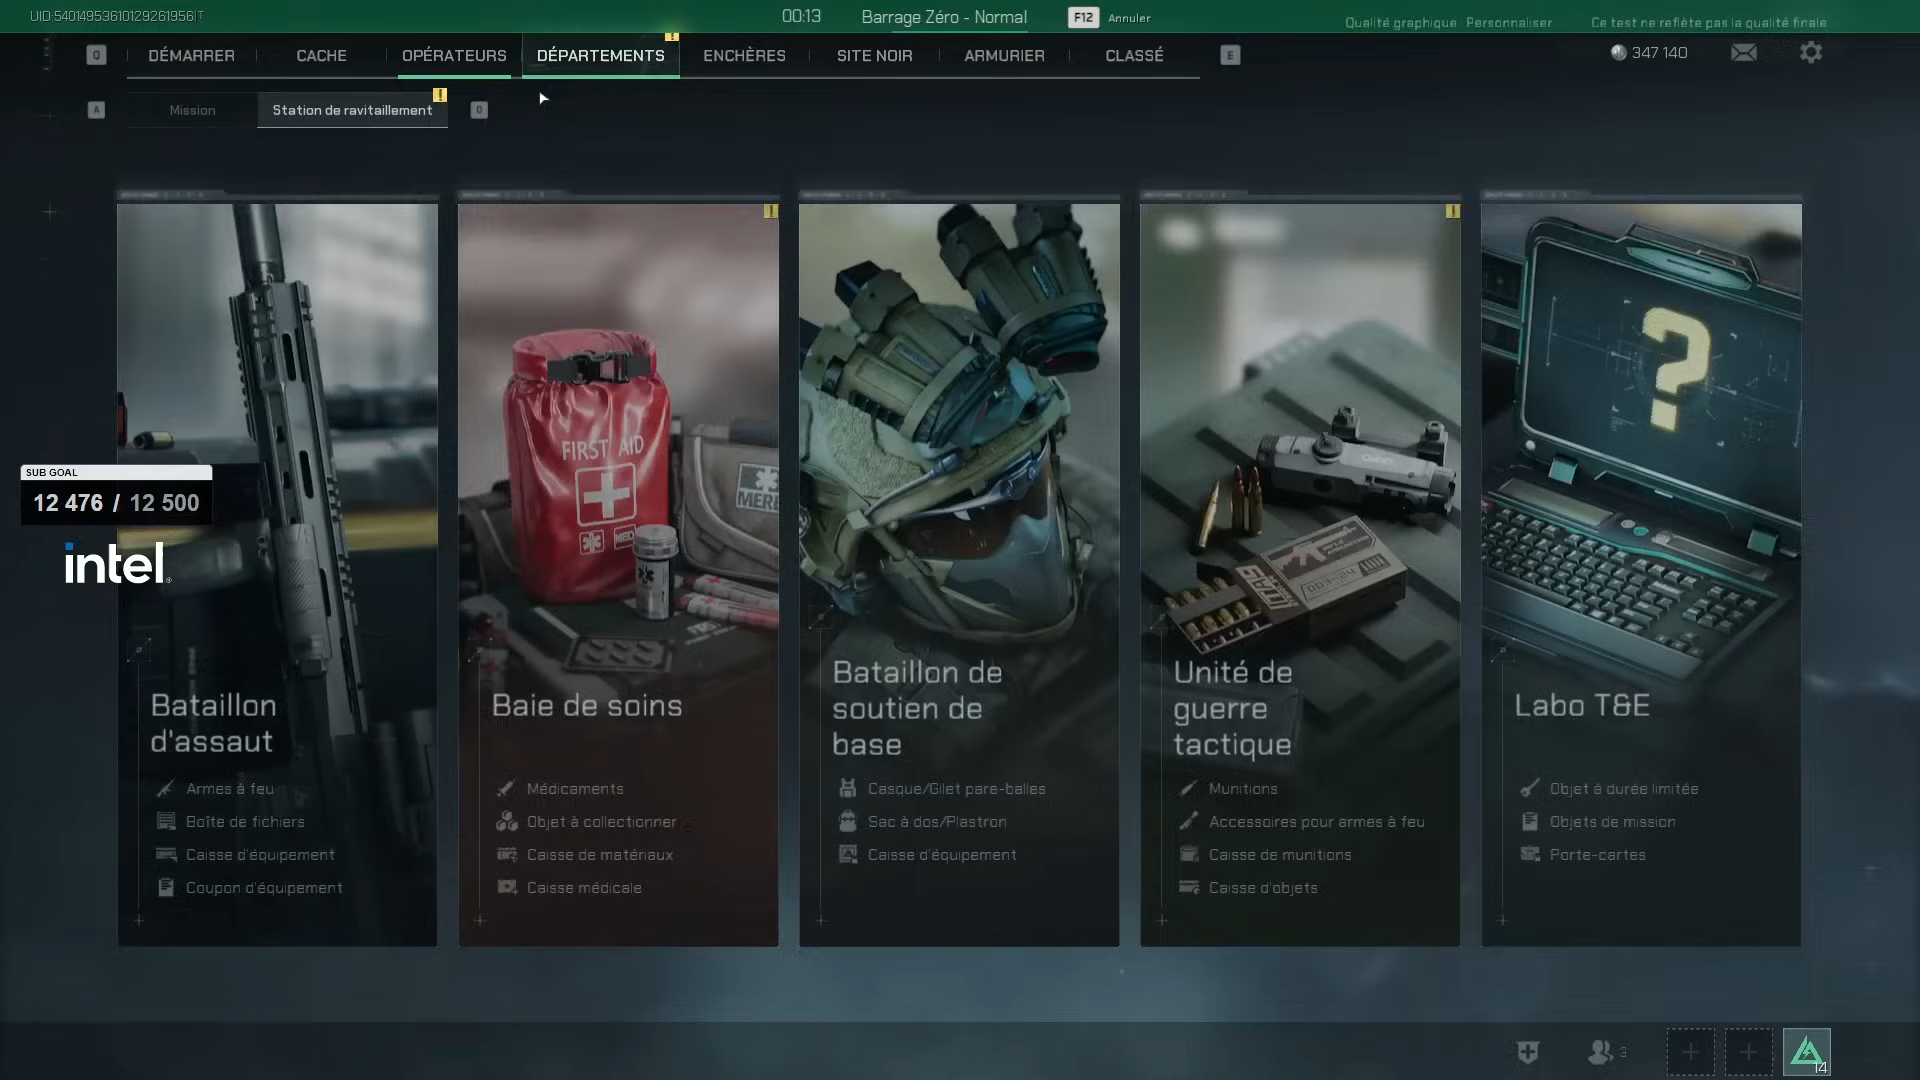 UID:54014953610129261956|T
00:13 Barrage Zéro - Normal F12 Annuler
Qualité graphique Personnaliser Ce test ne reflète pas la qualité finale
Q DÉMARRER CACHE OPÉRATEURS DÉPARTEMENTS ENCHÈRES SITE NOIR ARMURIER CLASSÉ E
347 140
A Mission Station de ravitaillement D
FIRST AID
SUB GOAL
12 476 / 12 500
intel
Bataillon
d'assaut
Armes à feu
Boîte de fichiers
Caisse d'équipement
Coupon d'équipement
Baie de soins
Médicaments
Objet à collectionner
Caisse de matériaux
Caisse médicale
Bataillon de
soutien de
base
Casque/Gilet pare-balles
Sac à dos/Plastron
Caisse d'équipement
Unité de
guerre
tactique
Munitions
Accessoires pour armes à feu
Caisse de munitions
Caisse d'objets
?
Labo T&E
Objet à durée limitée
Objets de mission
Porte-cartes
3
14